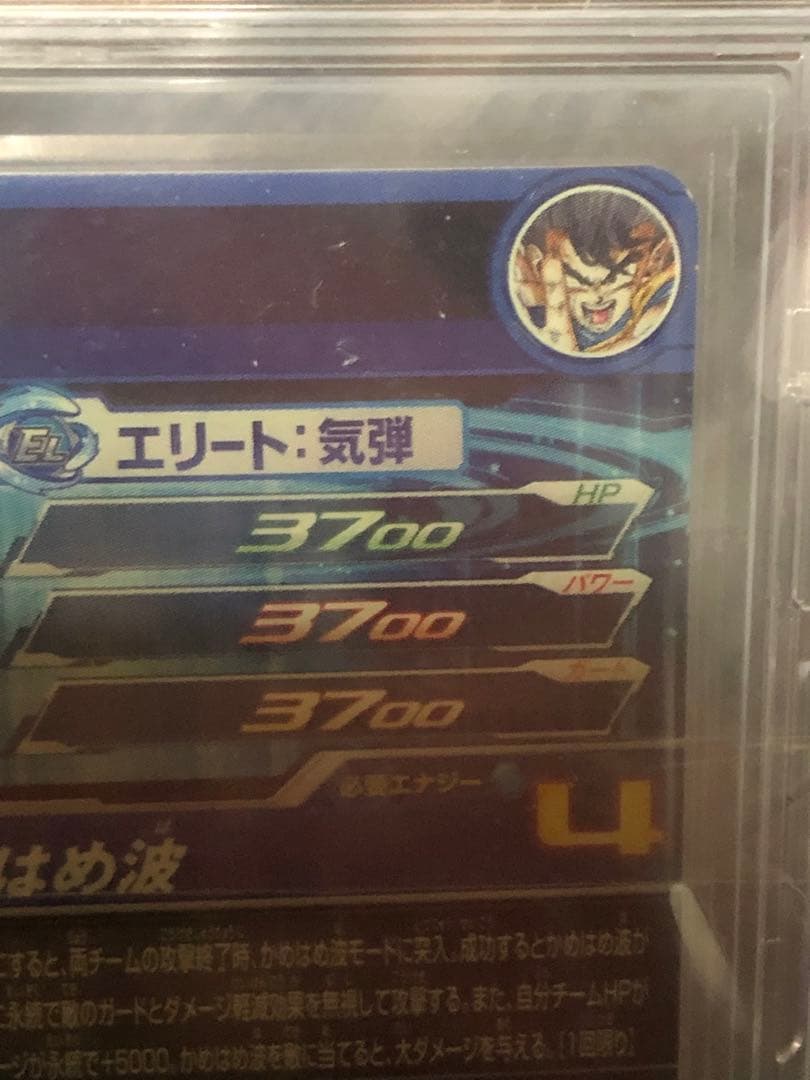 EL エリート:気弾
HP
3700
パワー
3700
ガード
3700
必要エナジー 4
はめ波
にすると、両チームの攻撃終了時、かめはめ波モードに突入。成功するとかめはめ波が
に永続で敵のガードとダメージ軽減効果を無視して攻撃する。また、自分チームHPが
ージが永続で+5000、かめはめ波を敵に当てると、大ダメージを与える。[1回限り]